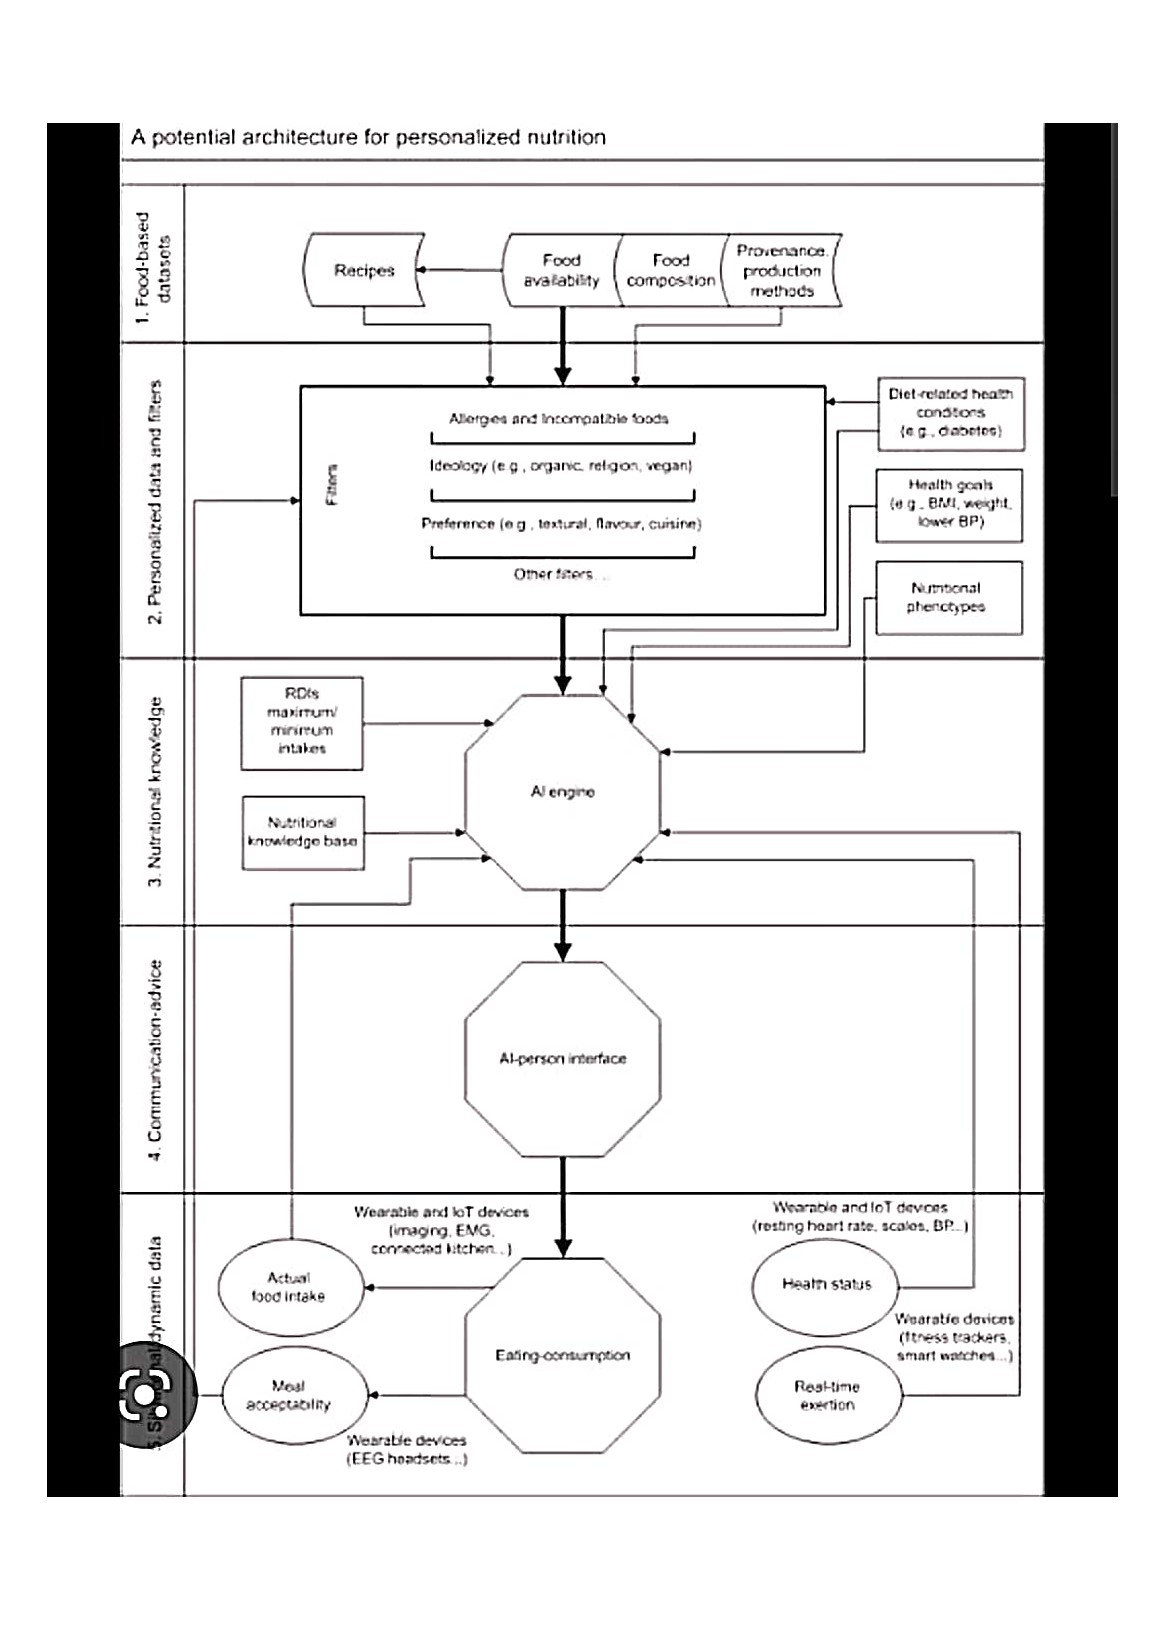 A potential architecture for personalized nutrition
1. Food-based
datasets
Recipes
Food
availability
Food
composition
Provenance,
production
methods
2. Personalized data and filters
Filters
Allergies and incompatible foods
Ideology (e.g., organic, religion, vegan)
Preference (e.g., textural, flavour, cuisine)
Other filters...
Diet-related health
conditions
(e.g., diabetes)
Health goals
(e.g., BMI, weight,
lower BP)
Nutritional
phenotypes
3. Nutritional knowledge
RDIs
maximum/
minimum
intakes
Nutritional
knowledge base
AI engine
4. Communication-advice
AI-person interface
5. dynamic data
Wearable and IoT devices
(imaging, EMG,
connected kitchen...)
Actual
food intake
Meal
acceptability
Wearable devices
(EEG headsets...)
Eating-consumption
Wearable and IoT devices
(resting heart rate, scales, BP...)
Health status
Wearable devices
(fitness trackers,
smart watches...)
Real-time
exertion